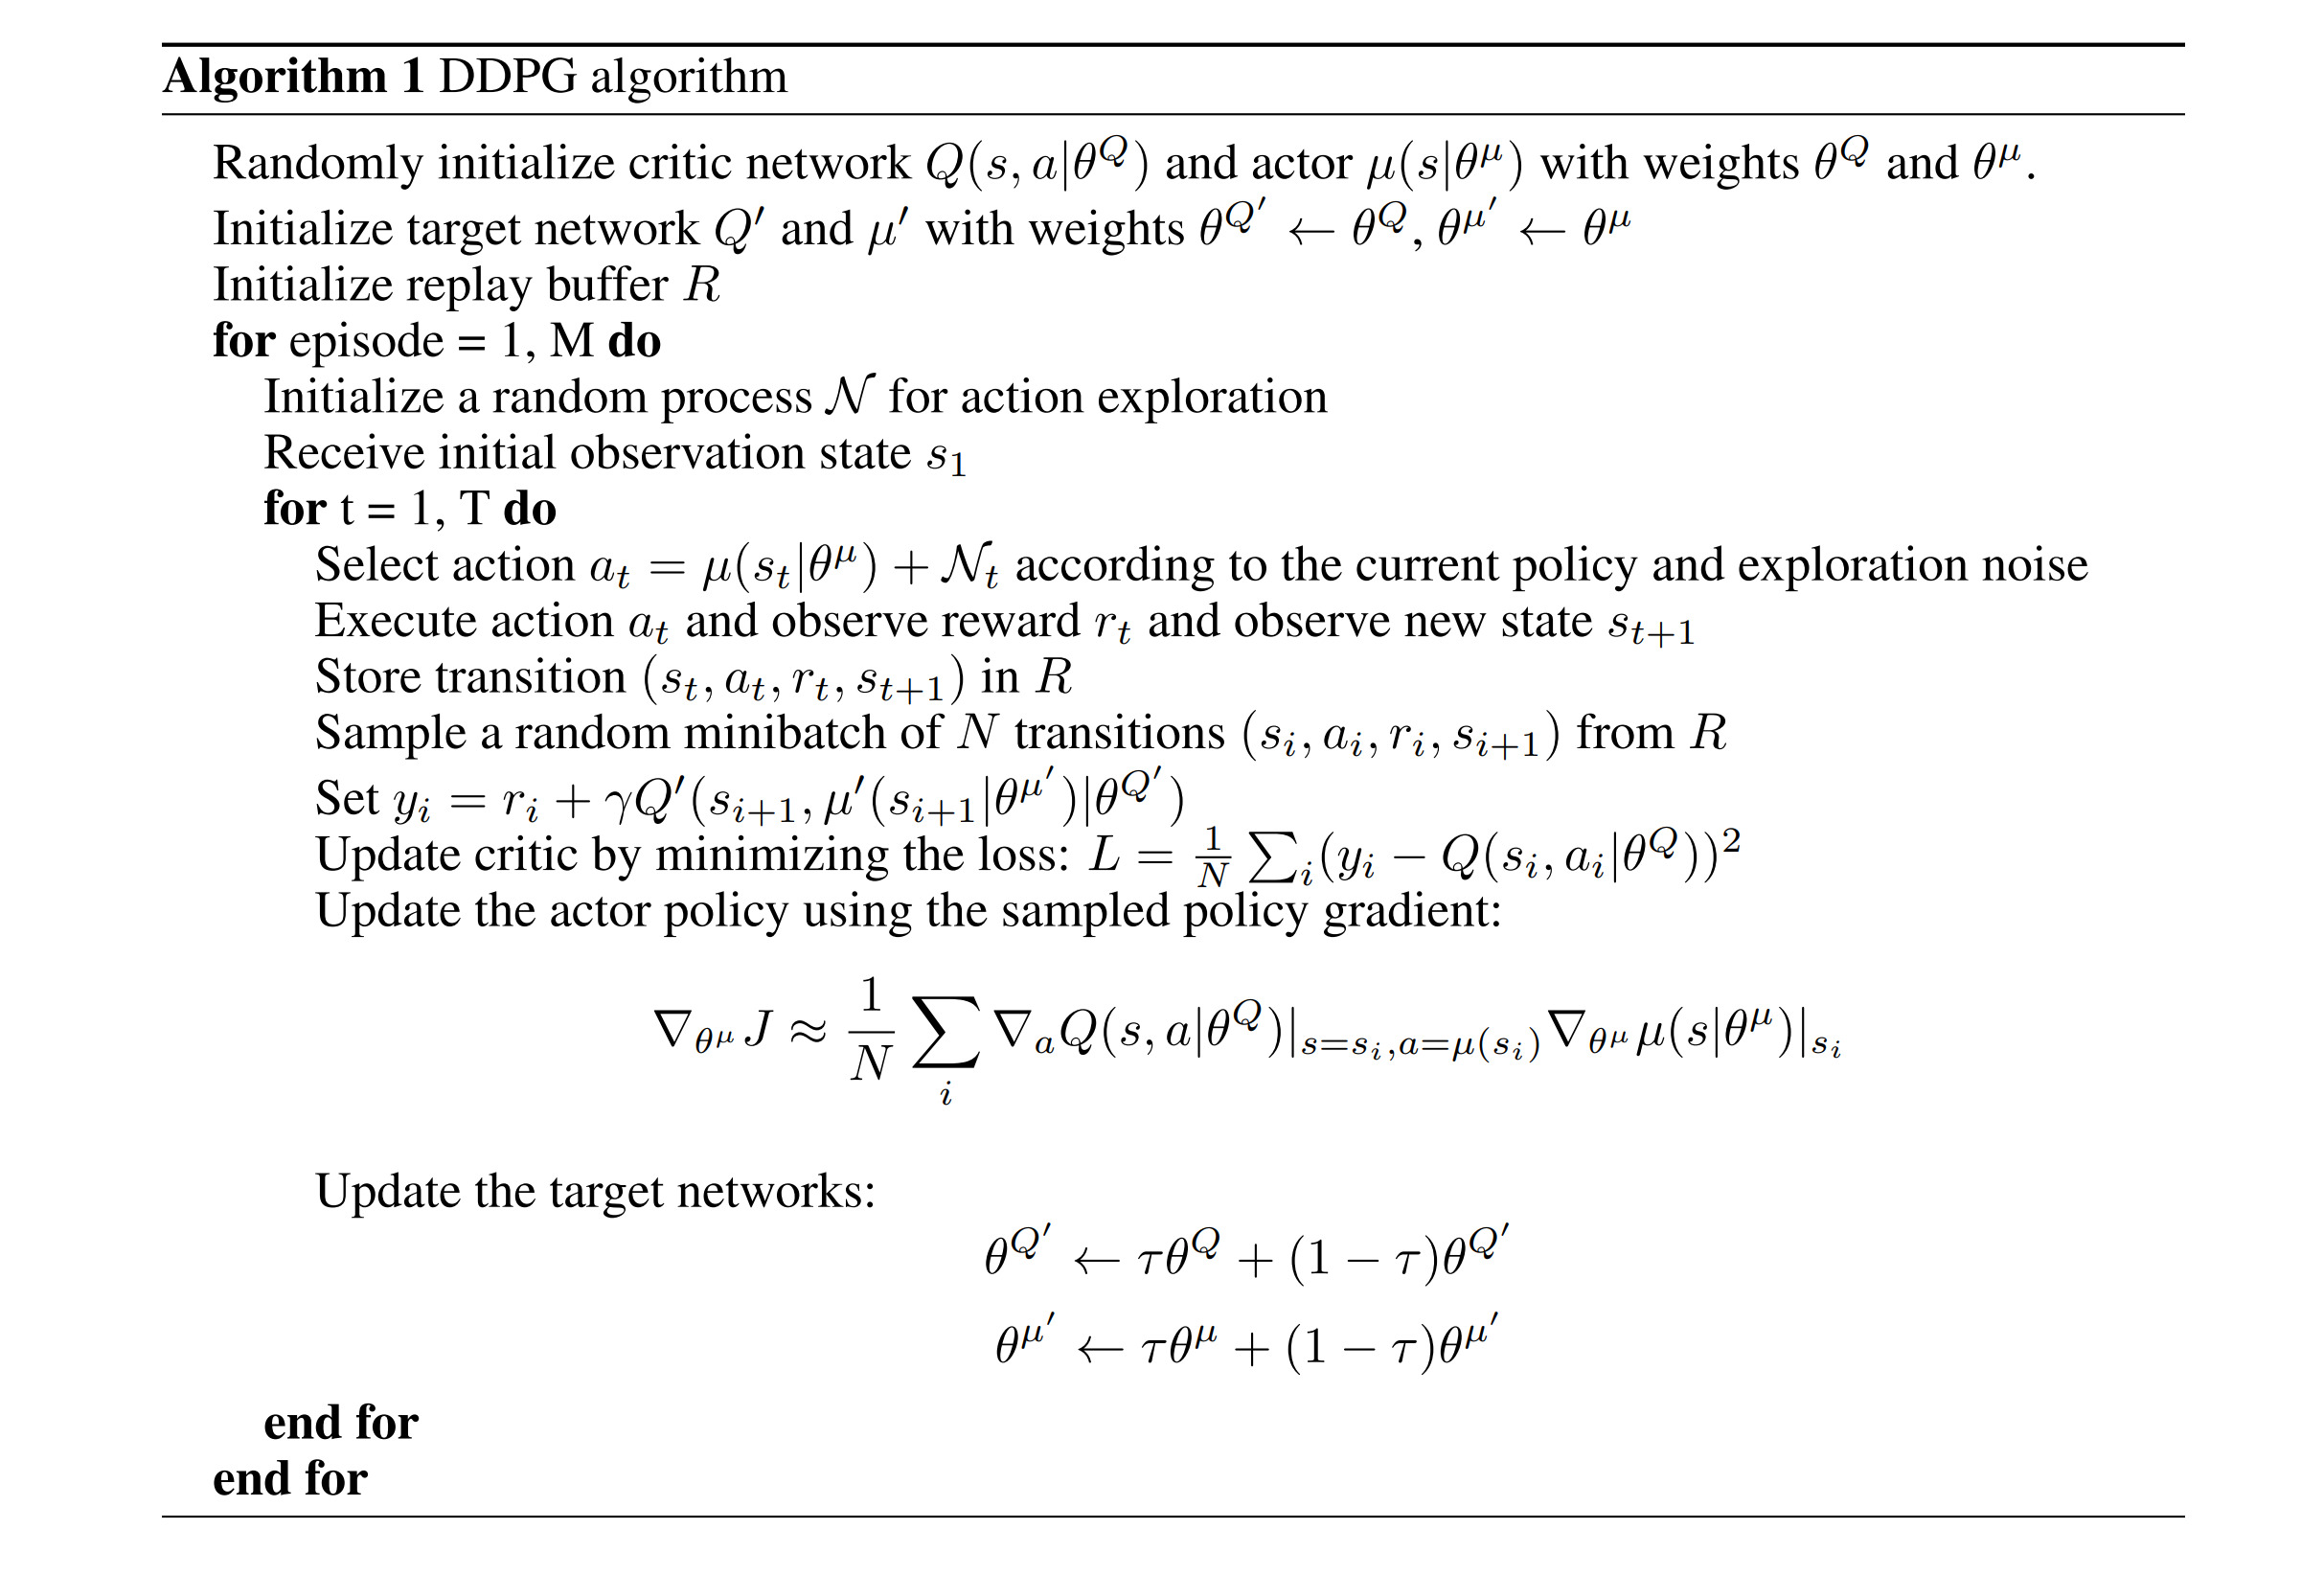 Algorithm 1 DDPG algorithm
Randomly initialize critic network $Q(s, a|\theta^Q)$ and actor $\mu(s|\theta^\mu)$ with weights $\theta^Q$ and $\theta^\mu$.
Initialize target network $Q'$ and $\mu'$ with weights $\theta^{Q'} \leftarrow \theta^Q$, $\theta^{\mu'} \leftarrow \theta^\mu$
Initialize replay buffer $R$
for episode = 1, M do
Initialize a random process $\mathcal{N}$ for action exploration
Receive initial observation state $s_1$
for t = 1, T do
Select action $a_t = \mu(s_t|\theta^\mu) + \mathcal{N}_t$ according to the current policy and exploration noise
Execute action $a_t$ and observe reward $r_t$ and observe new state $s_{t+1}$
Store transition $(s_t, a_t, r_t, s_{t+1})$ in $R$
Sample a random minibatch of $N$ transitions $(s_i, a_i, r_i, s_{i+1})$ from $R$
Set $y_i = r_i + \gamma Q'(s_{i+1}, \mu'(s_{i+1}|\theta^{\mu'})|\theta^{Q'})$
Update critic by minimizing the loss: $L = \frac{1}{N} \sum_i (y_i - Q(s_i, a_i|\theta^Q))^2$
Update the actor policy using the sampled policy gradient:
$\nabla_{\theta^\mu} J \approx \frac{1}{N} \sum_i \nabla_a Q(s, a|\theta^Q)|_{s=s_i, a=\mu(s_i)} \nabla_{\theta^\mu} \mu(s|\theta^\mu)|_{s_i}$
Update the target networks:
$\theta^{Q'} \leftarrow \tau\theta^Q + (1 - \tau)\theta^{Q'}$
$\theta^{\mu'} \leftarrow \tau\theta^\mu + (1 - \tau)\theta^{\mu'}$
end for
end for